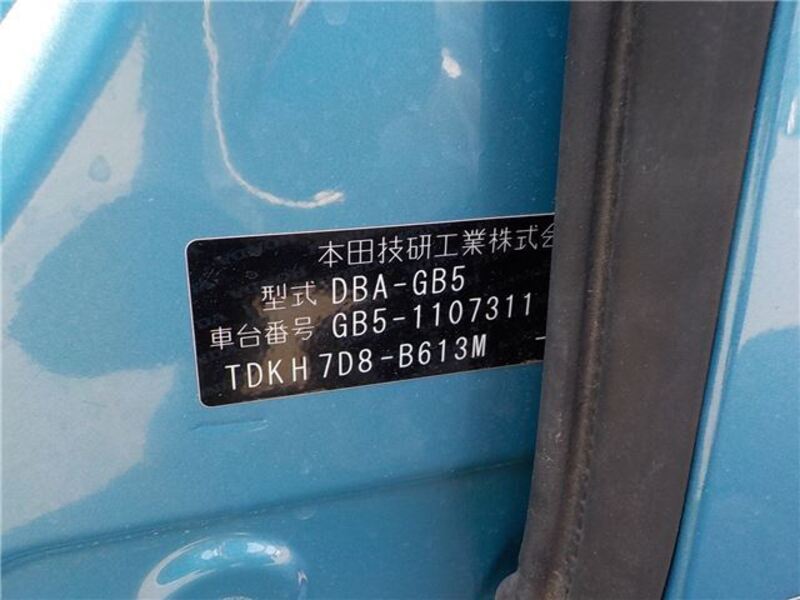 本田技研工業株式会
型式 DBA-GB5
車台番号 GB5-1107311
TDKH 7D8-B613M